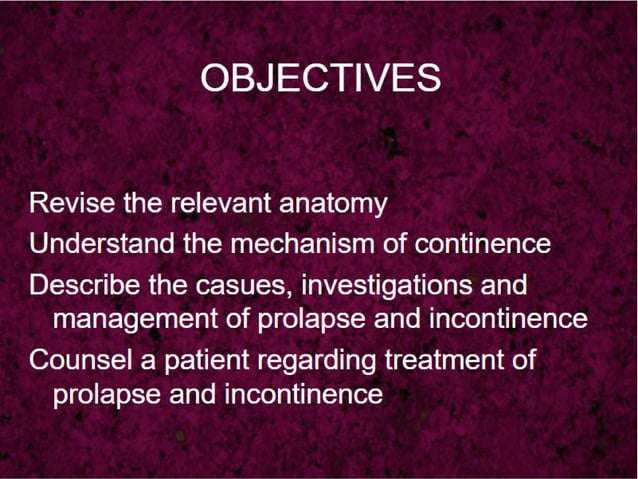 OBJECTIVES
Revise the relevant anatomy
Understand the mechanism of continence
Describe the casues, investigations and
management of prolapse and incontinence
Counsel a patient regarding treatment of
prolapse and incontinence